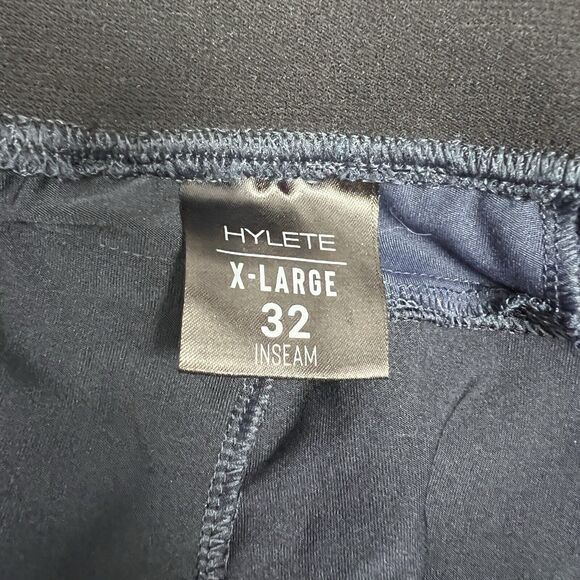 HYLETE
X-LARGE
32
INSEAM